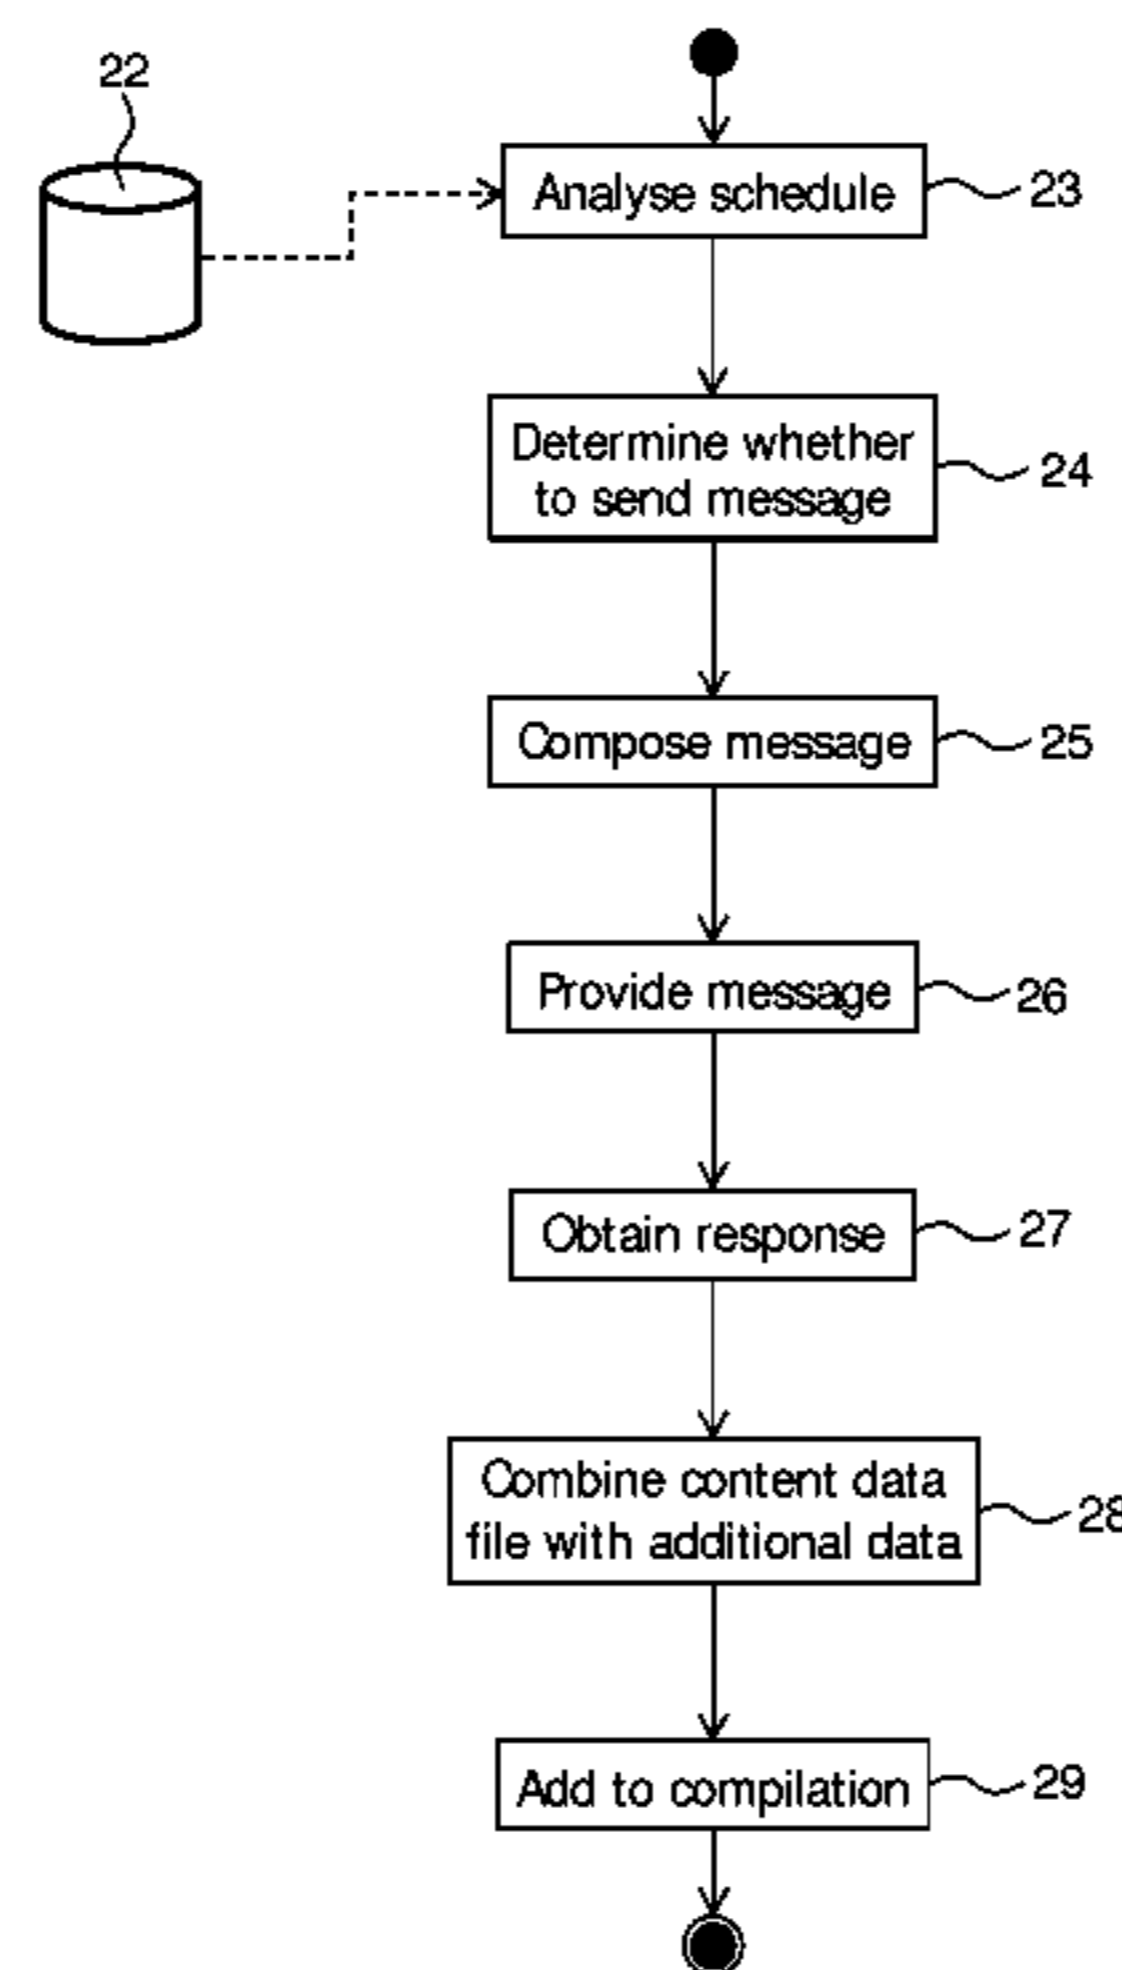 22
Analyse schedule
23
Determine whether
to send message
24
Compose message
25
Provide message
26
Obtain response
27
Combine content data
file with additional data
28
Add to compilation
29